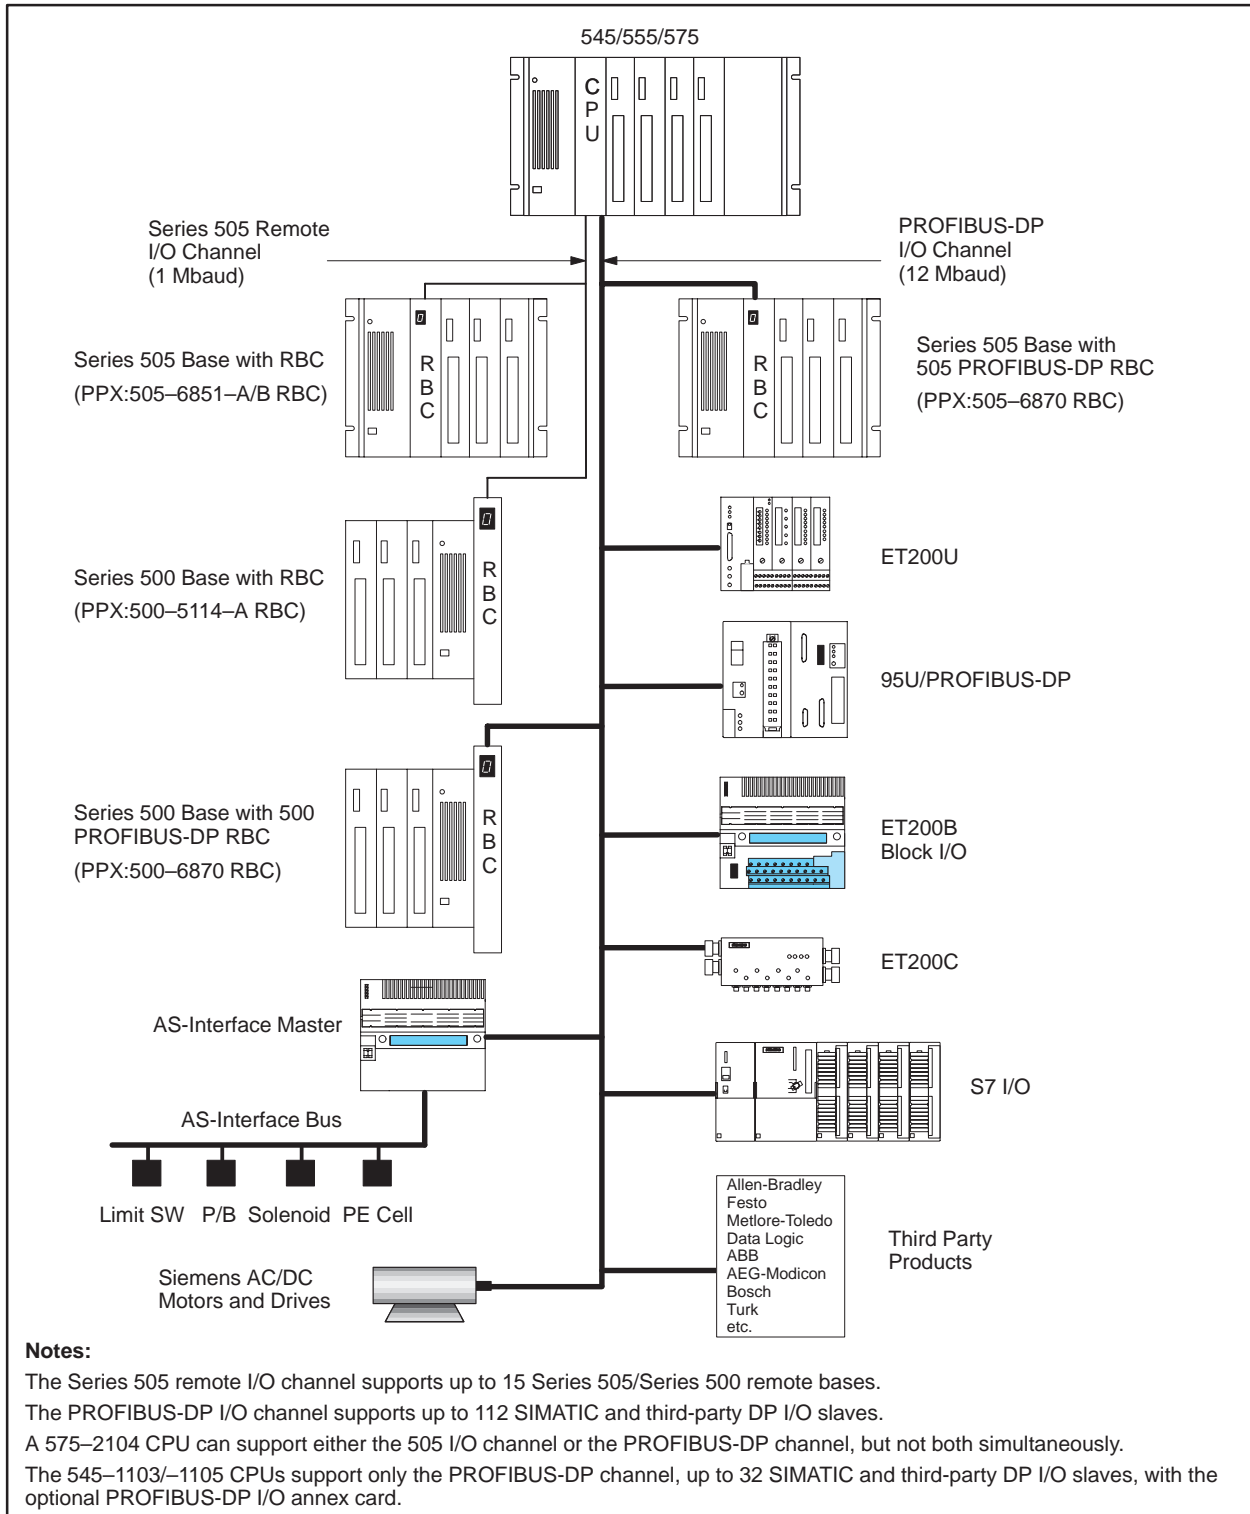 545/555/575
C
P
U
Series 505 Remote
I/O Channel
(1 Mbaud)
PROFIBUS-DP
I/O Channel
(12 Mbaud)
Series 505 Base with RBC
(PPX:505–6851–A/B RBC)
0
R
B
C
0
R
B
C
Series 505 Base with
505 PROFIBUS-DP RBC
(PPX:505–6870 RBC)
Series 500 Base with RBC
(PPX:500–5114–A RBC)
0
R
B
C
ET200U
95U/PROFIBUS-DP
Series 500 Base with 500
PROFIBUS-DP RBC
(PPX:500–6870 RBC)
0
R
B
C
ET200B
Block I/O
ET200C
AS-Interface Master
S7 I/O
AS-Interface Bus
Limit SW P/B Solenoid PE Cell
Allen-Bradley
Festo
Metlore-Toledo
Data Logic
ABB
AEG-Modicon
Bosch
Turk
etc.
Third Party
Products
Siemens AC/DC
Motors and Drives
Notes:
The Series 505 remote I/O channel supports up to 15 Series 505/Series 500 remote bases.
The PROFIBUS-DP I/O channel supports up to 112 SIMATIC and third-party DP I/O slaves.
A 575–2104 CPU can support either the 505 I/O channel or the PROFIBUS-DP channel, but not both simultaneously.
The 545–1103/–1105 CPUs support only the PROFIBUS-DP channel, up to 32 SIMATIC and third-party DP I/O slaves, with the
optional PROFIBUS-DP I/O annex card.